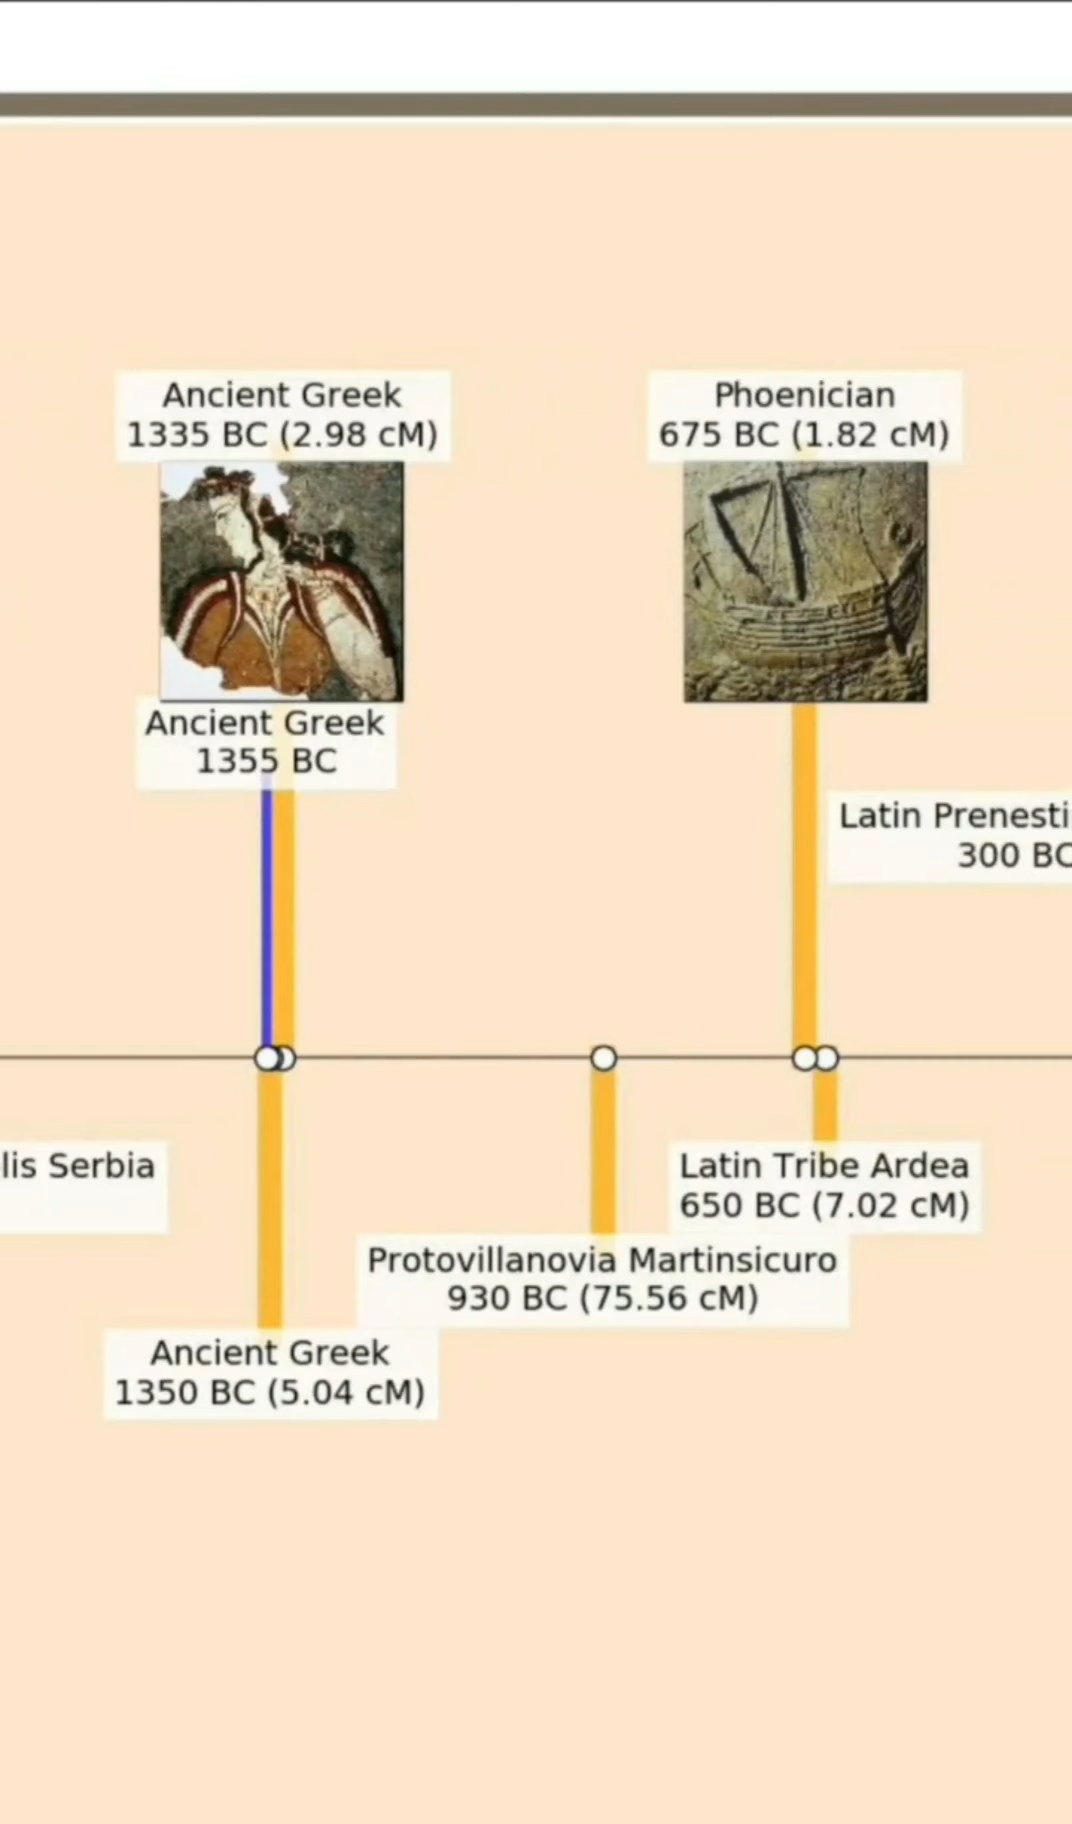 Ancient Greek
1335 BC (2.98 cM)
Phoenician
675 BC (1.82 cM)
Ancient Greek
1355 BC
Latin Prenesti
300 BC
lis Serbia
Latin Tribe Ardea
650 BC (7.02 cM)
Protovillanovia Martinsicuro
930 BC (75.56 cM)
Ancient Greek
1350 BC (5.04 cM)